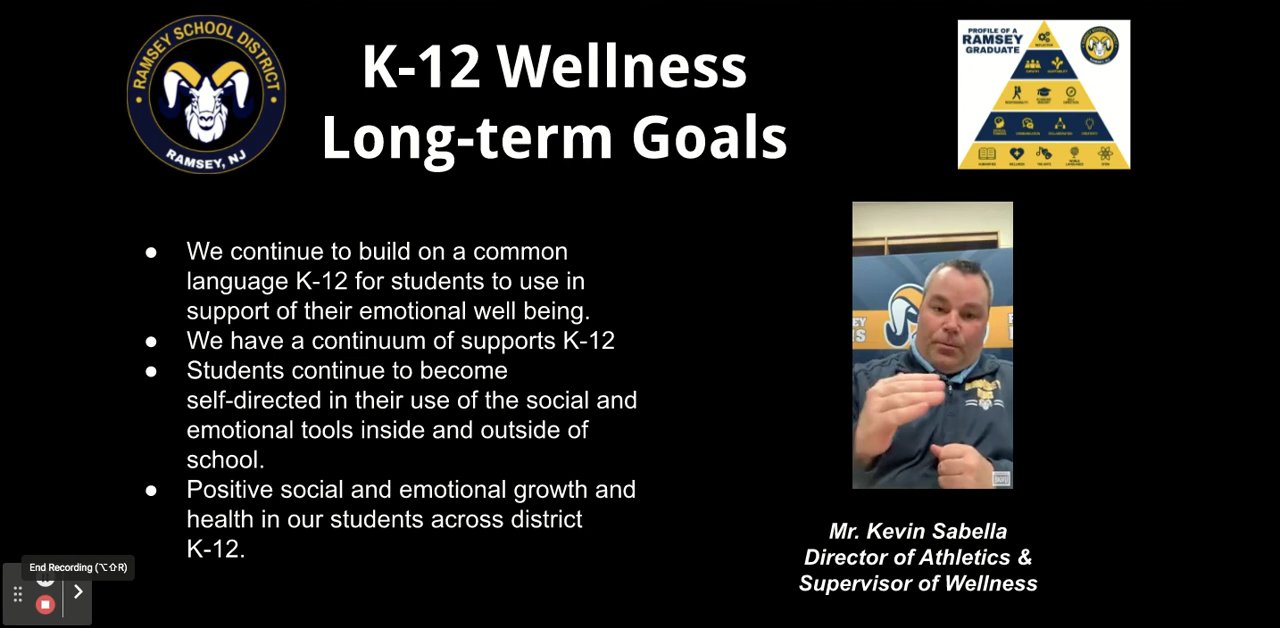 RAMSEY SCHOOL DISTRICT
RAMSEY, NJ
K-12 Wellness
Long-term Goals
PROFILE OF A
RAMSEY
GRADUATE
● We continue to build on a common
language K-12 for students to use in
support of their emotional well being.
● We have a continuum of supports K-12
● Students continue to become
self-directed in their use of the social and
emotional tools inside and outside of
school.
● Positive social and emotional growth and
health in our students across district
K-12.
Mr. Kevin Sabella
Director of Athletics &
Supervisor of Wellness
End Recording (⌥⇧R)